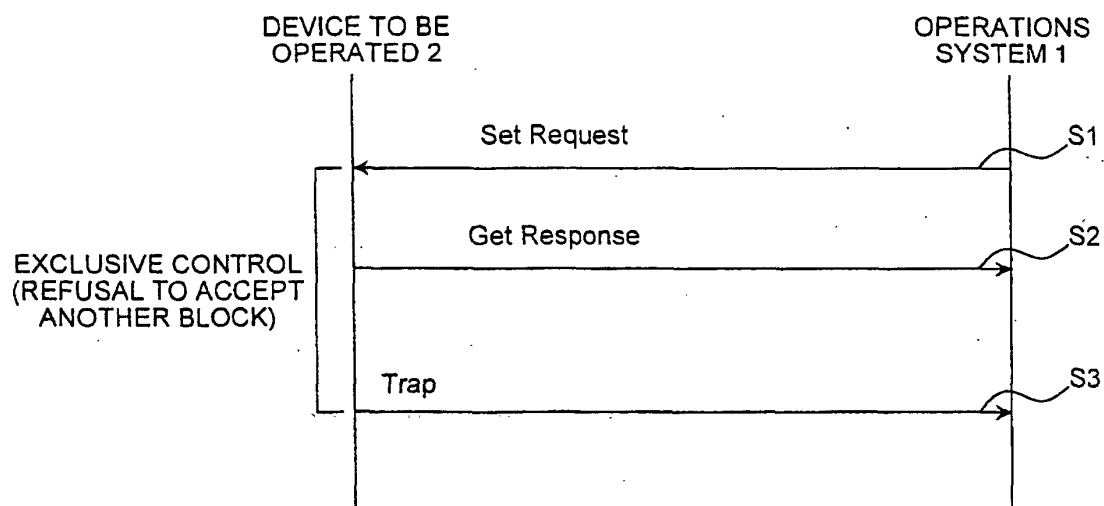 DEVICE TO BE
OPERATED 2
OPERATIONS
SYSTEM 1
Set Request
S1
Get Response
S2
EXCLUSIVE CONTROL
(REFUSAL TO ACCEPT
ANOTHER BLOCK)
Trap
S3